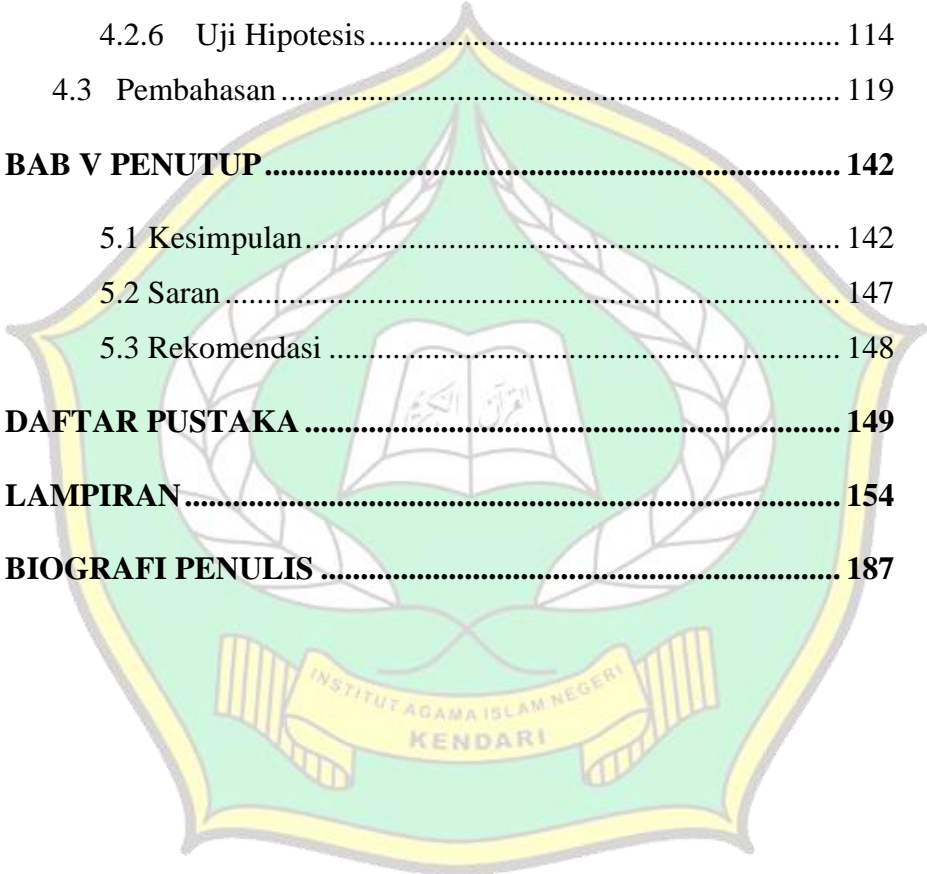 4.2.6 Uji Hipotesis................................................................ 114
4.3 Pembahasan................................................................ 119
BAB V PENUTUP................................................................ 142
5.1 Kesimpulan................................................................ 142
5.2 Saran................................................................ 147
5.3 Rekomendasi................................................................ 148
DAFTAR PUSTAKA................................................................ 149
LAMPIRAN................................................................ 154
BIOGRAFI PENULIS................................................................ 187
INSTITUT AGAMA ISLAM NEGERI
KENDARI